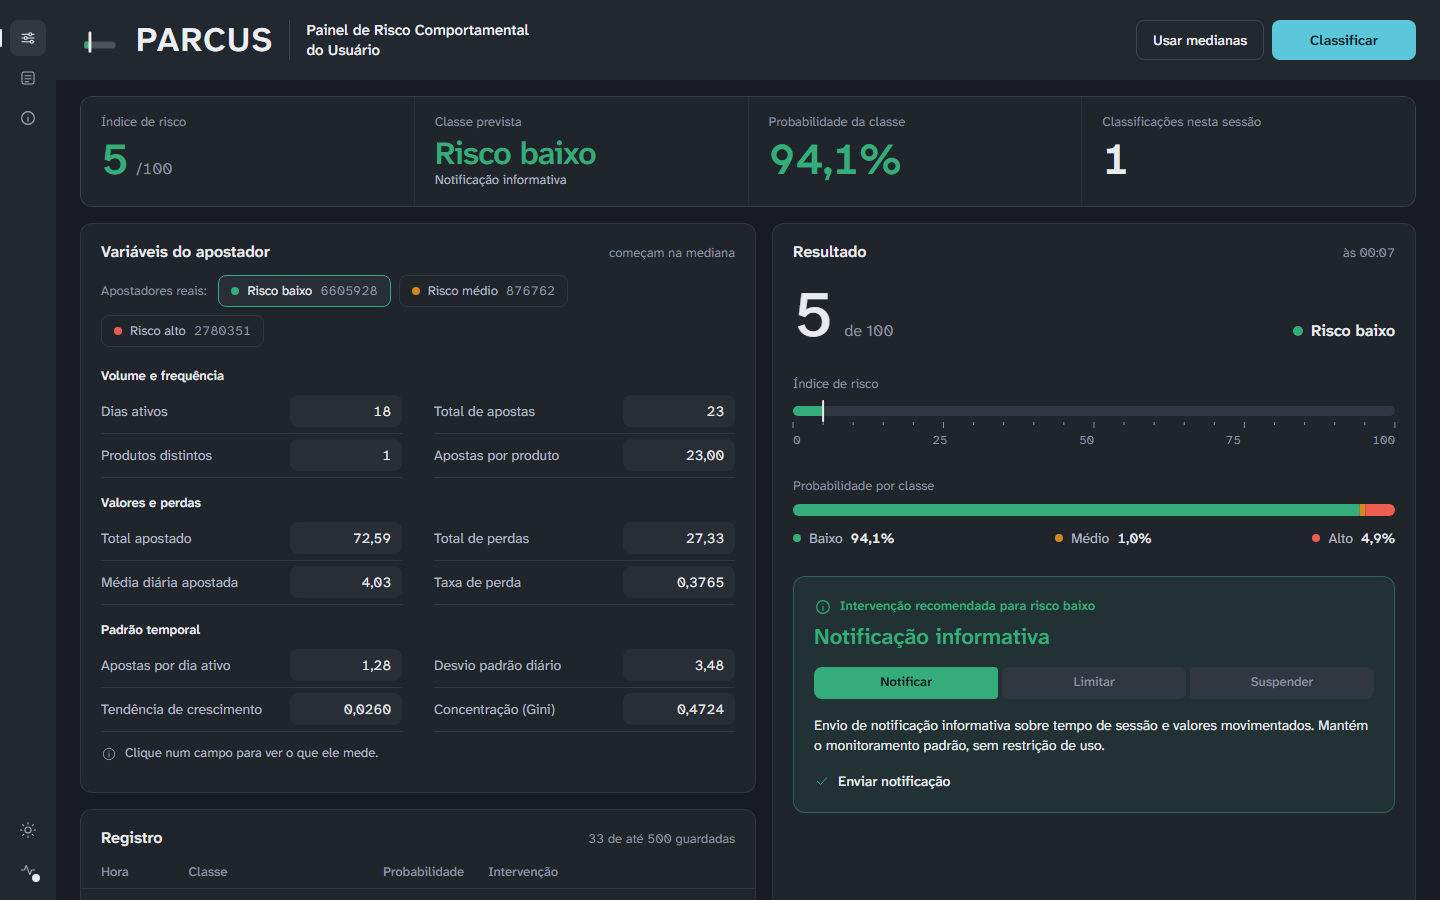 PARCUS
Painel de Risco Comportamental
do Usuário
Usar medianas
Classificar
Índice de risco
5 /100
Classe prevista
Risco baixo
Notificação informativa
Probabilidade da classe
94,1%
Classificações nesta sessão
1
Variáveis do apostador
começam na mediana
Apostadores reais:
Risco baixo 6605928
Risco médio 876762
Risco alto 2780351
Volume e frequência
Dias ativos 18
Total de apostas 23
Produtos distintos 1
Apostas por produto 23,00
Valores e perdas
Total apostado 72,59
Total de perdas 27,33
Média diária apostada 4,03
Taxa de perda 0,3765
Padrão temporal
Apostas por dia ativo 1,28
Desvio padrão diário 3,48
Tendência de crescimento 0,0260
Concentração (Gini) 0,4724
Clique num campo para ver o que ele mede.
Registro
33 de até 500 guardadas
Hora Classe Probabilidade Intervenção
Resultado
às 00:07
5 de 100
Risco baixo
Índice de risco
0 25 50 75 100
Probabilidade por classe
Baixo 94,1%
Médio 1,0%
Alto 4,9%
Intervenção recomendada para risco baixo
Notificação informativa
Notificar
Limitar
Suspender
Envio de notificação informativa sobre tempo de sessão e valores movimentados. Mantém
o monitoramento padrão, sem restrição de uso.
Enviar notificação